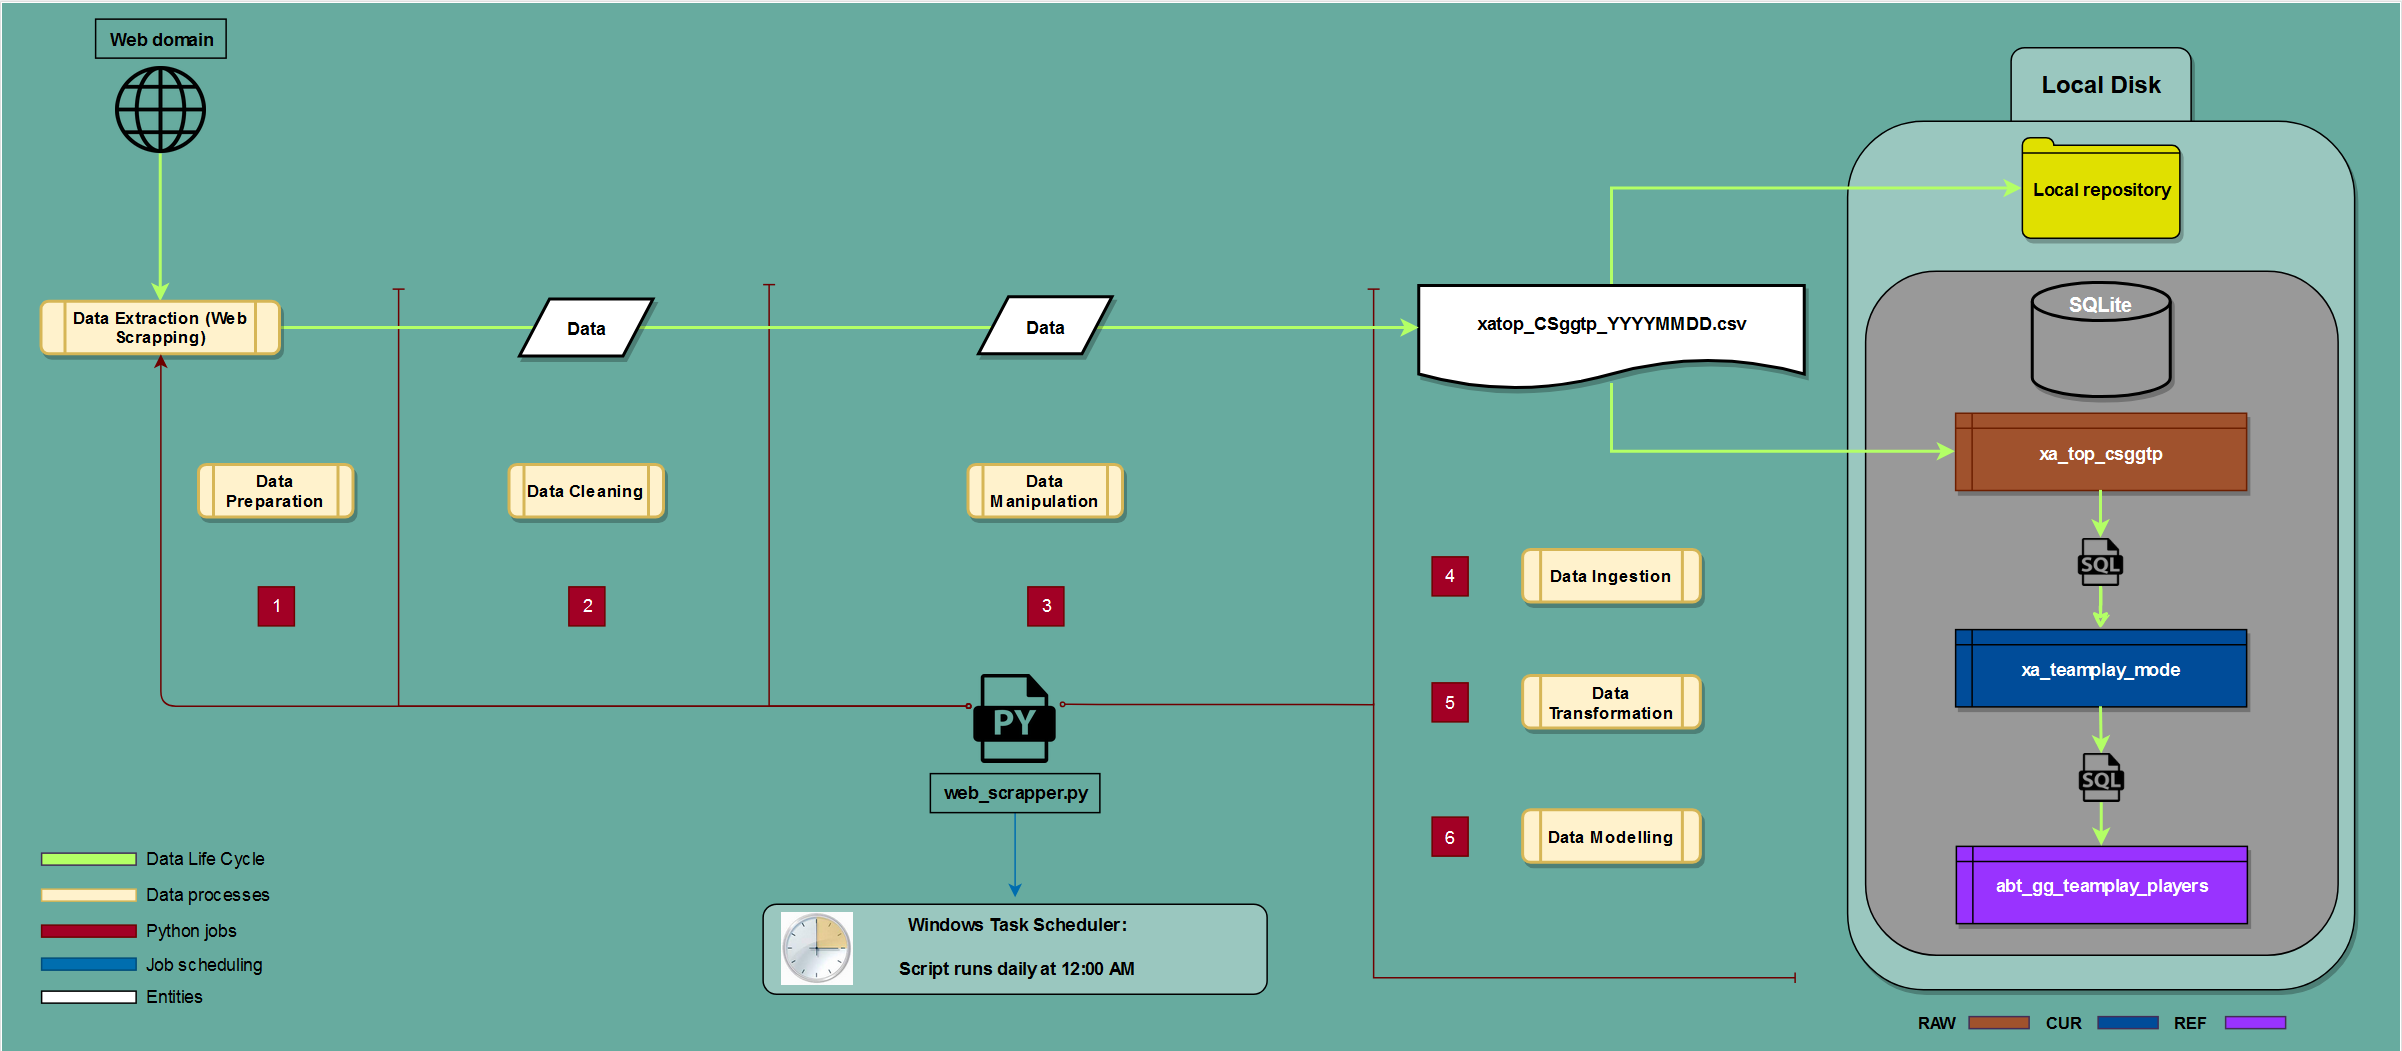 Web domain
Local Disk
Local repository
SQLite
Data Extraction (Web
Scrapping)
Data
Data
xatop_CSggtp_YYYYMMDD.csv
xa_top_csggtp
Data
Preparation
Data Cleaning
Data
Manipulation
SQL
1
2
3
4
Data Ingestion
xa_teamplay_mode
5
Data
Transformation
PY
web_scrapper.py
SQL
6
Data Modelling
abt_gg_teamplay_players
Windows Task Scheduler:
Script runs daily at 12:00 AM
Data Life Cycle
Data processes
Python jobs
Job scheduling
Entities
RAW
CUR
REF